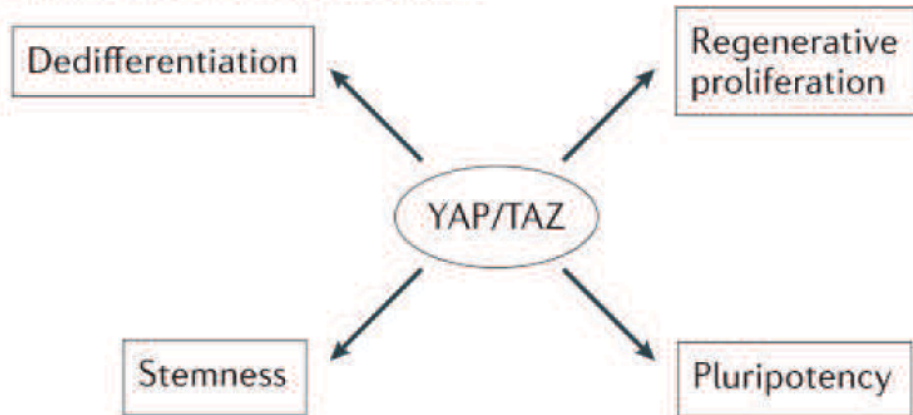 Dedifferentiation
Regenerative
proliferation
YAP/TAZ
Stemness
Pluripotency